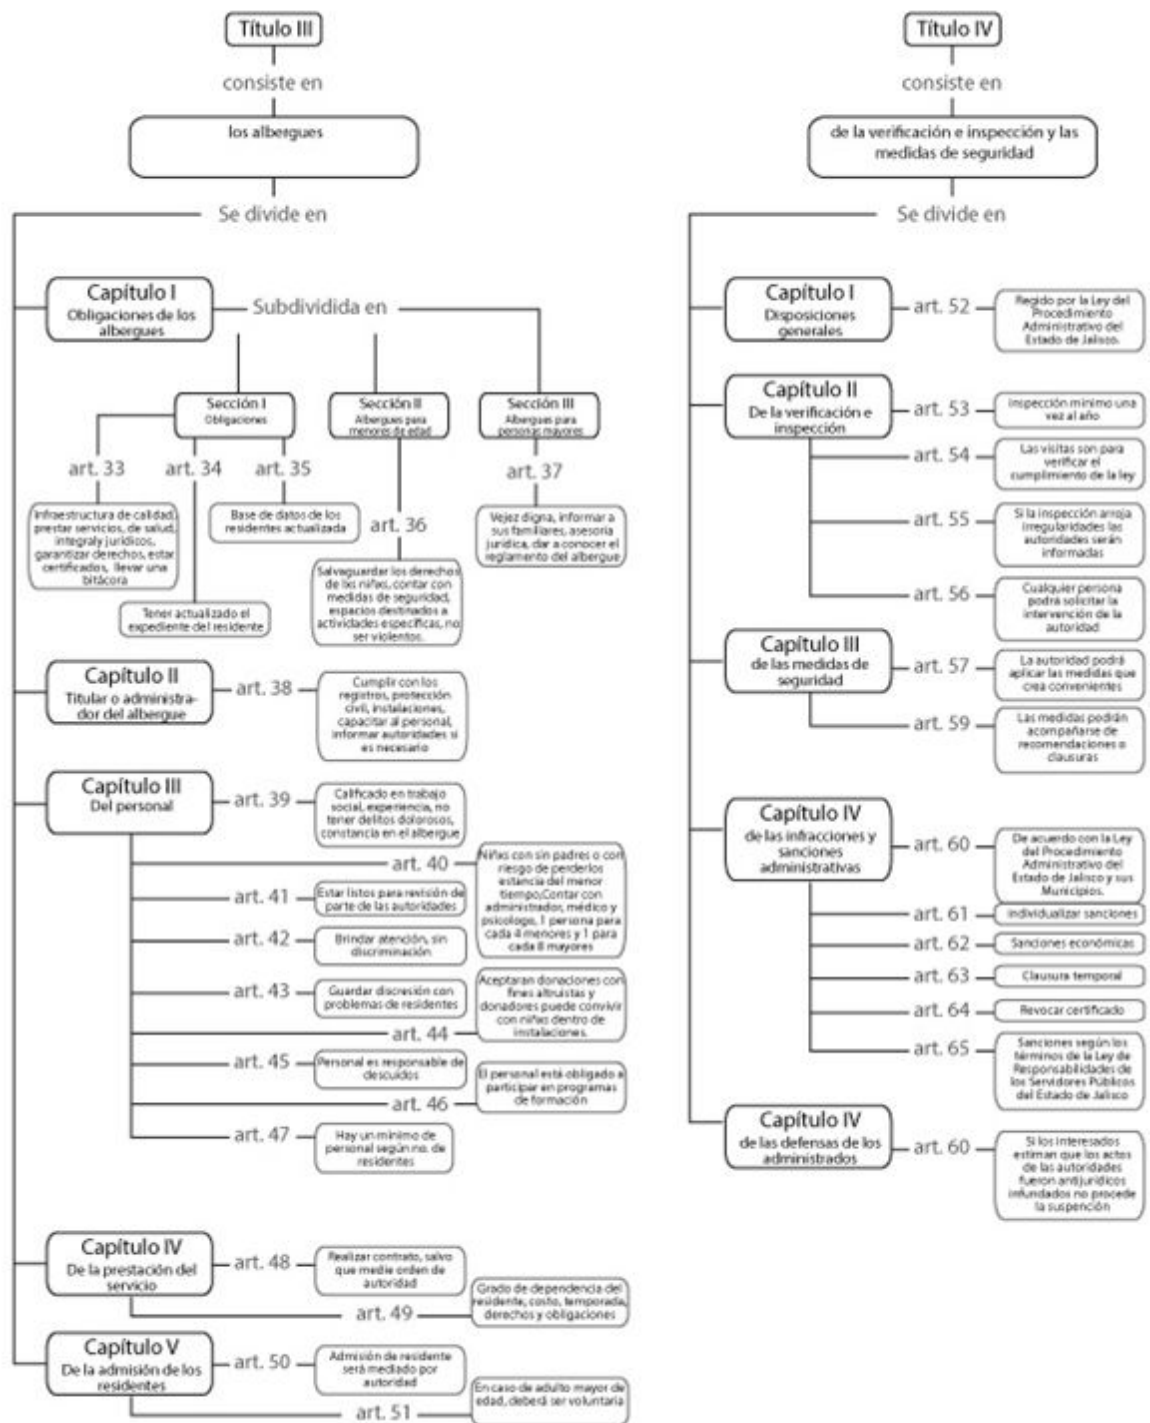 Título III
consiste en
los albergues
Se divide en
Capítulo I
Obligaciones de los
albergues
Subdividida en
Sección I
Obligaciones
Sección II
Albergues para
menores de edad
Sección III
Albergues para
personas mayores
art. 33
art. 34
art. 35
art. 36
art. 37
Infraestructura de calidad,
prestar servicios, de salud,
integraly jurídicos,
garantizar derechos, estar
certificados, llevar una
bitácora
Tener actualizado el
expediente del residente
Base de datos de los
residentes actualizada
Salvaguardar los derechos
de lxs niñxs, contar con
medidas de seguridad,
espacios destinados a
actividades específicas, no
ser violentos.
Vejez digna, informar a
sus familiares, asesoría
jurídica, dar a conocer el
reglamento del albergue
Capítulo II
Titular o administra-
dor del albergue
art. 38
Cumplir con los
registros, protección
civil, instalaciones,
capacitar al personal,
informar autoridades si
es necesario
Capítulo III
Del personal
art. 39
Calificado en trabajo
social, experiencia, no
tener delitos dolorosos,
constancia en el albergue
art. 40
Niñxs con sin padres o con
riesgo de perderlos
estancia del menor
tiempo,Contar con
administrador, médico y
psicologo, 1 persona para
cada 4 menores y 1 para
cada 8 mayores
art. 41
Estar listos para revisión de
parte de las autoridades
art. 42
Brindar atención, sin
discriminación
art. 43
Guardar discresión con
problemas de residentes
art. 44
Aceptaran donaciones con
fines altruistas y
donadores puede convivir
con niñxs dentro de
instalaciones.
art. 45
Personal es responsable de
descuidos
art. 46
El personal está obligado a
participar en programas
de formación
art. 47
Hay un mínimo de
personal según no. de
residentes
Capítulo IV
De la prestación del
servicio
art. 48
Realizar contrato, salvo
que medie orden de
autoridad
art. 49
Grado de dependencia del
residente, costo, temporada,
derechos y obligaciones
Capítulo V
De la admisión de los
residentes
art. 50
Admisión de residente
será mediado por
autoridad
art. 51
En caso de adulto mayor de
edad, deberá ser voluntaria
Título IV
consiste en
de la verificación e inspección y las
medidas de seguridad
Se divide en
Capítulo I
Disposiciones
generales
art. 52
Regido por la Ley del
Procedimiento
Administrativo del
Estado de Jalisco.
Capítulo II
De la verificación e
inspección
art. 53
inspección mínimo una
vez al año
art. 54
Las visitas son para
verificar el
cumplimiento de la ley
art. 55
Si la inspección arroja
irregularidades las
autoridades serán
informadas
art. 56
Cualquier persona
podrá solicitar la
intervención de la
autoridad
Capítulo III
de las medidas de
seguridad
art. 57
La autoridad podrá
aplicar las medidas que
crea convenientes
art. 59
Las medidas podrán
acompañarse de
recomendaciones o
clausuras
Capítulo IV
de las infracciones y
sanciones
administrativas
art. 60
De acuerdo con la Ley
del Procedimiento
Administrativo del
Estado de Jalisco y sus
Municipios.
art. 61
individualizar sanciones
art. 62
Sanciones económicas
art. 63
Clausura temporal
art. 64
Revocar certificado
art. 65
Sanciones según los
términos de la Ley de
Responsabilidades de
los Servidores Públicos
del Estado de Jalisco
Capítulo IV
de las defensas de los
administrados
art. 60
Si los interesados
estiman que los actos
de las autoridades
fueron antijurídicos
infundados no procede
la suspención